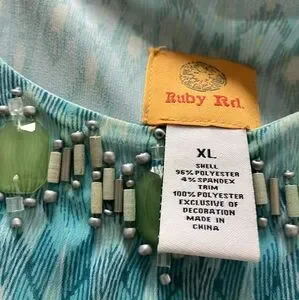 Ruby Rd.
XL
SHELL
96% POLYESTER
4% SPANDEX
TRIM
100% POLYESTER
EXCLUSIVE OF
DECORATION
MADE IN
CHINA